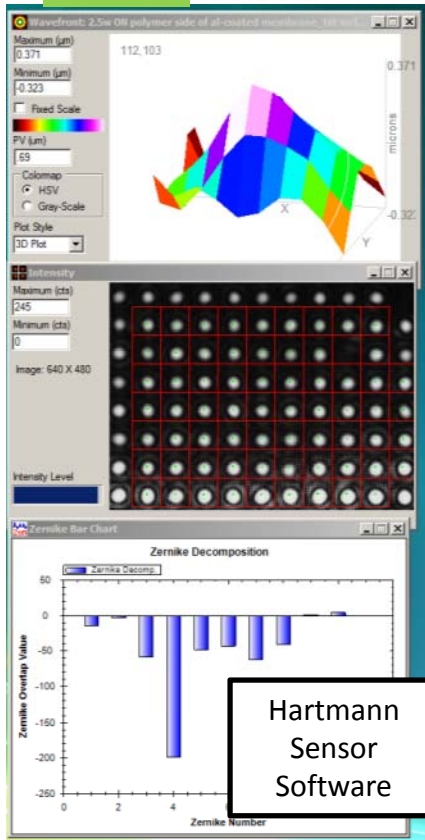 Wavefront: 2.5w ON polymer side of al-coated membrane_tilt
Maximum (µm)
0.371
Minimum (µm)
-0.323
Fixed Scale
PV (µm)
.69
Colormap
HSV
Gray-Scale
Plot Style
3D Plot
112,103
0.371
microns
-0.32
X
Y
Intensity
Maximum (cts)
245
Minimum (cts)
0
Image: 640 X 480
Intensity Level
Zernike Bar Chart
Zernike Decomposition
Zernike Decomp.
Zernike Overlap Value
50
0
-50
-100
-150
-200
-250
0
2
4
Zernike Number
Hartmann
Sensor
Software